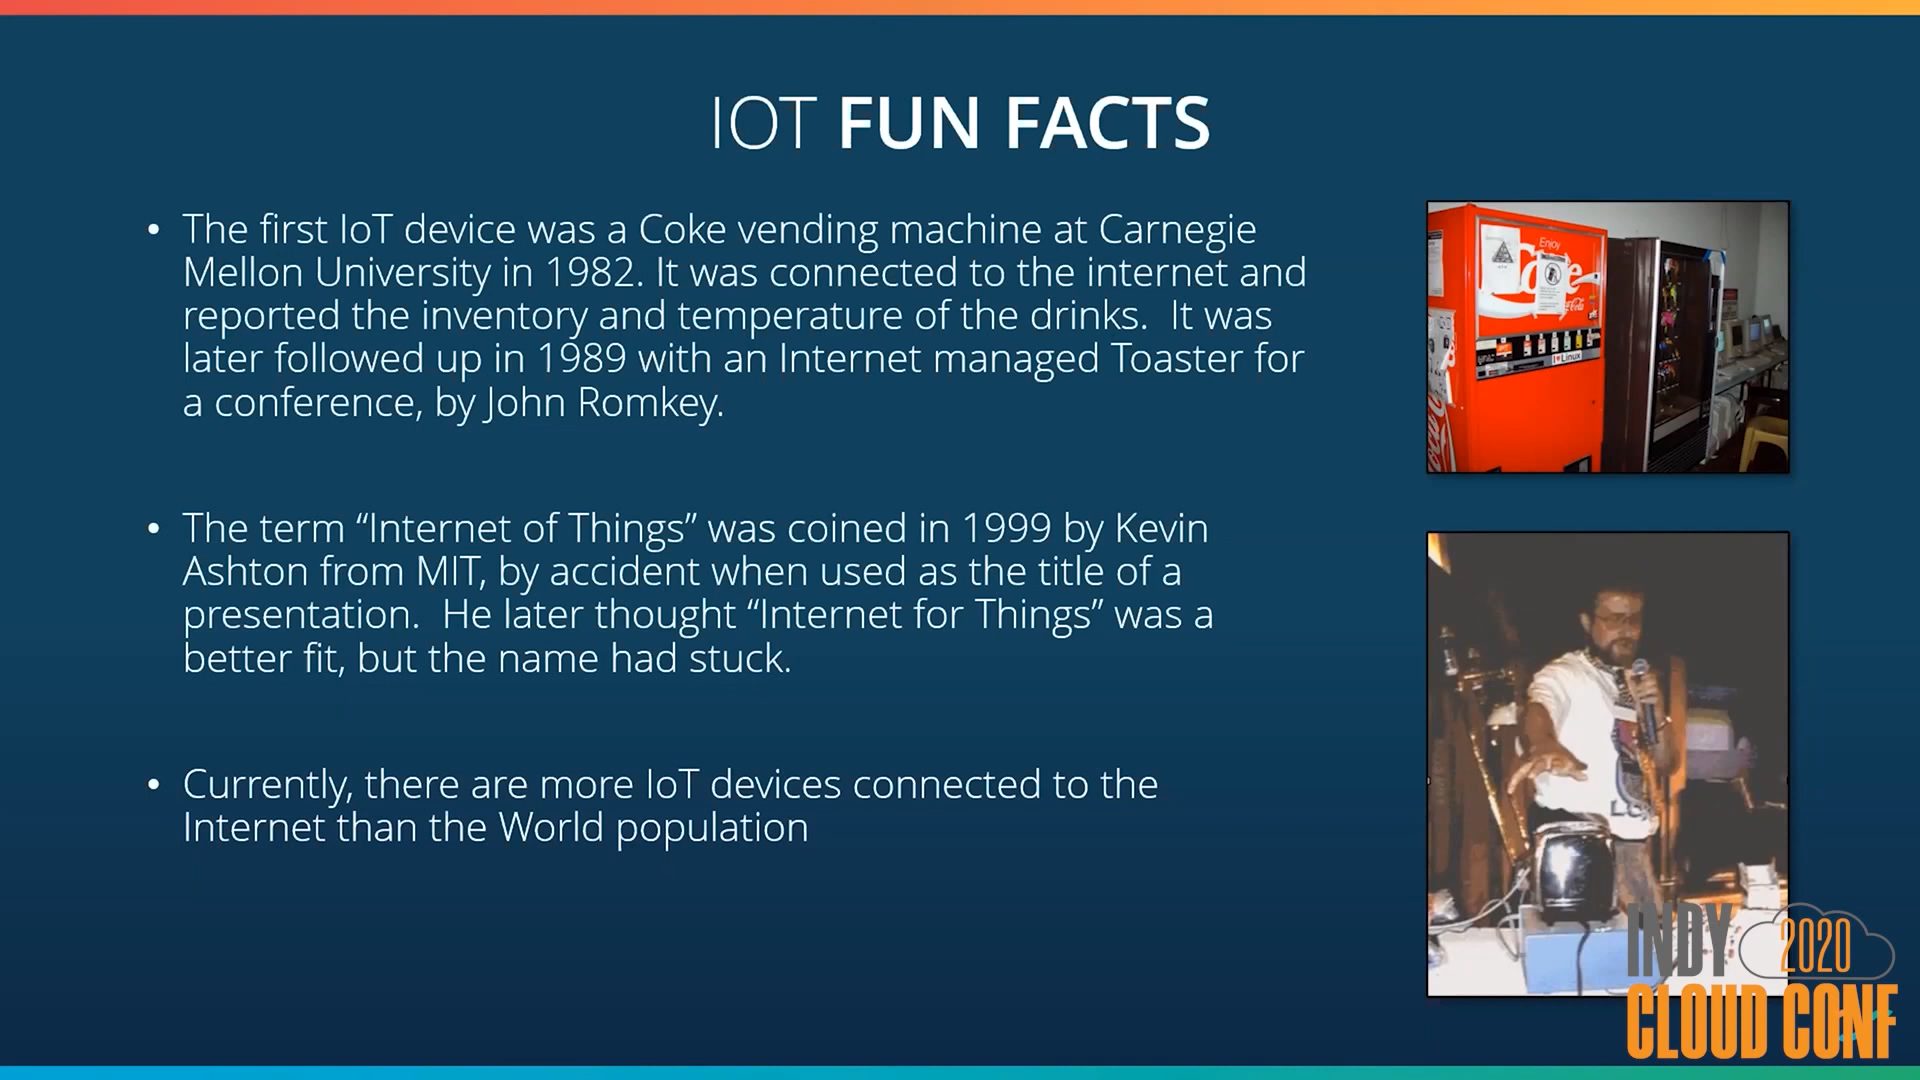 IOT FUN FACTS
• The first IoT device was a Coke vending machine at Carnegie
Mellon University in 1982. It was connected to the internet and
reported the inventory and temperature of the drinks.  It was
later followed up in 1989 with an Internet managed Toaster for
a conference, by John Romkey.
• The term “Internet of Things” was coined in 1999 by Kevin
Ashton from MIT, by accident when used as the title of a
presentation.  He later thought “Internet for Things” was a
better fit, but the name had stuck.
• Currently, there are more IoT devices connected to the
Internet than the World population
Enjoy
Coke
Linux
INDY 2020
CLOUD CONF